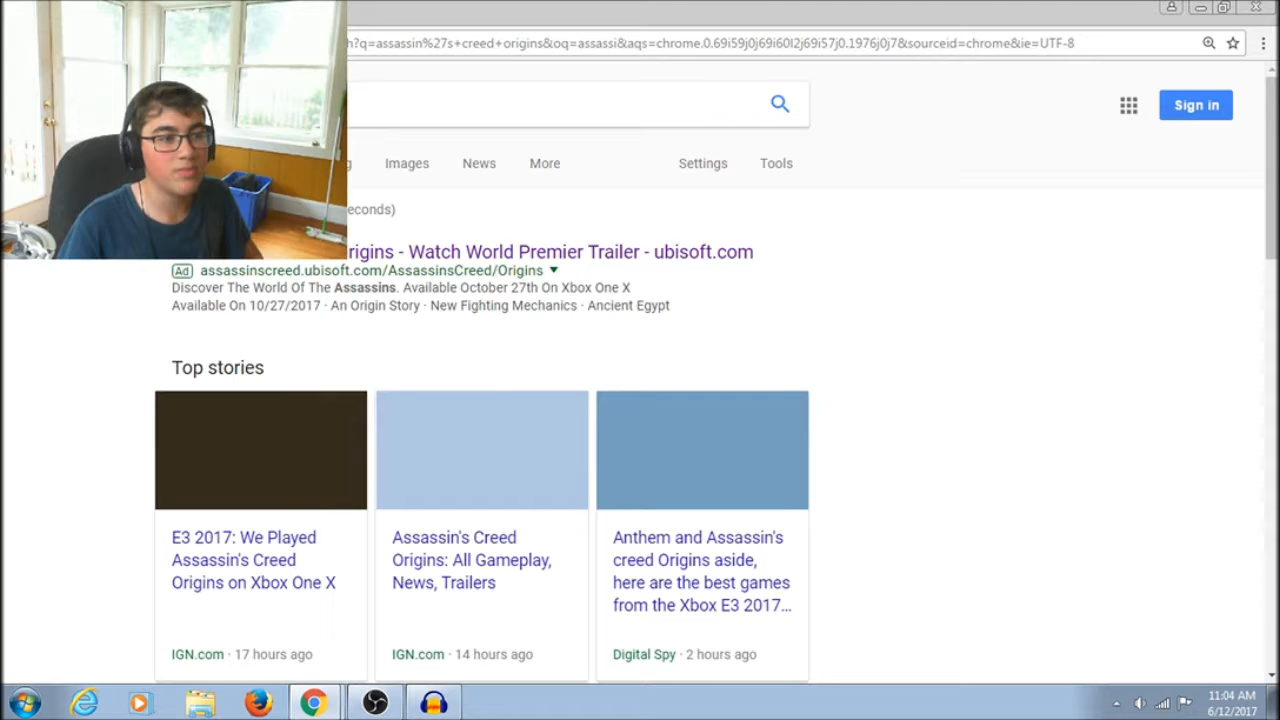 h?q=assassin%27s+creed+origins&oq=assassi&aqs=chrome.0.69i59j0j69i60l2j69i57j0.1976j0j7&sourceid=chrome&ie=UTF-8
Sign in
Images News More Settings Tools
econds)
rigins - Watch World Premier Trailer - ubisoft.com
Ad assassinscreed.ubisoft.com/AssassinsCreed/Origins
Discover The World Of The Assassins. Available October 27th On Xbox One X
Available On 10/27/2017 · An Origin Story · New Fighting Mechanics · Ancient Egypt
Top stories
E3 2017: We Played
Assassin's Creed
Origins on Xbox One X
IGN.com · 17 hours ago
Assassin's Creed
Origins: All Gameplay,
News, Trailers
IGN.com · 14 hours ago
Anthem and Assassin's
creed Origins aside,
here are the best games
from the Xbox E3 2017...
Digital Spy · 2 hours ago
11:04 AM
6/12/2017